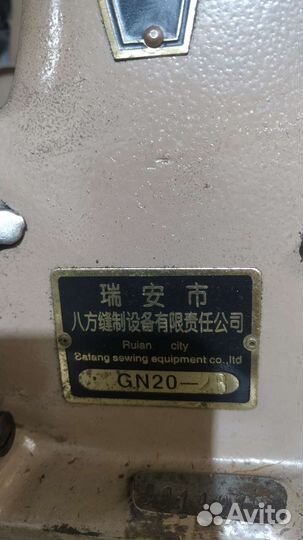 瑞安市
八方缝制设备有限责任公司
Ruian city
Bafang sewing equipment co.,ltd
GN20—
Avito